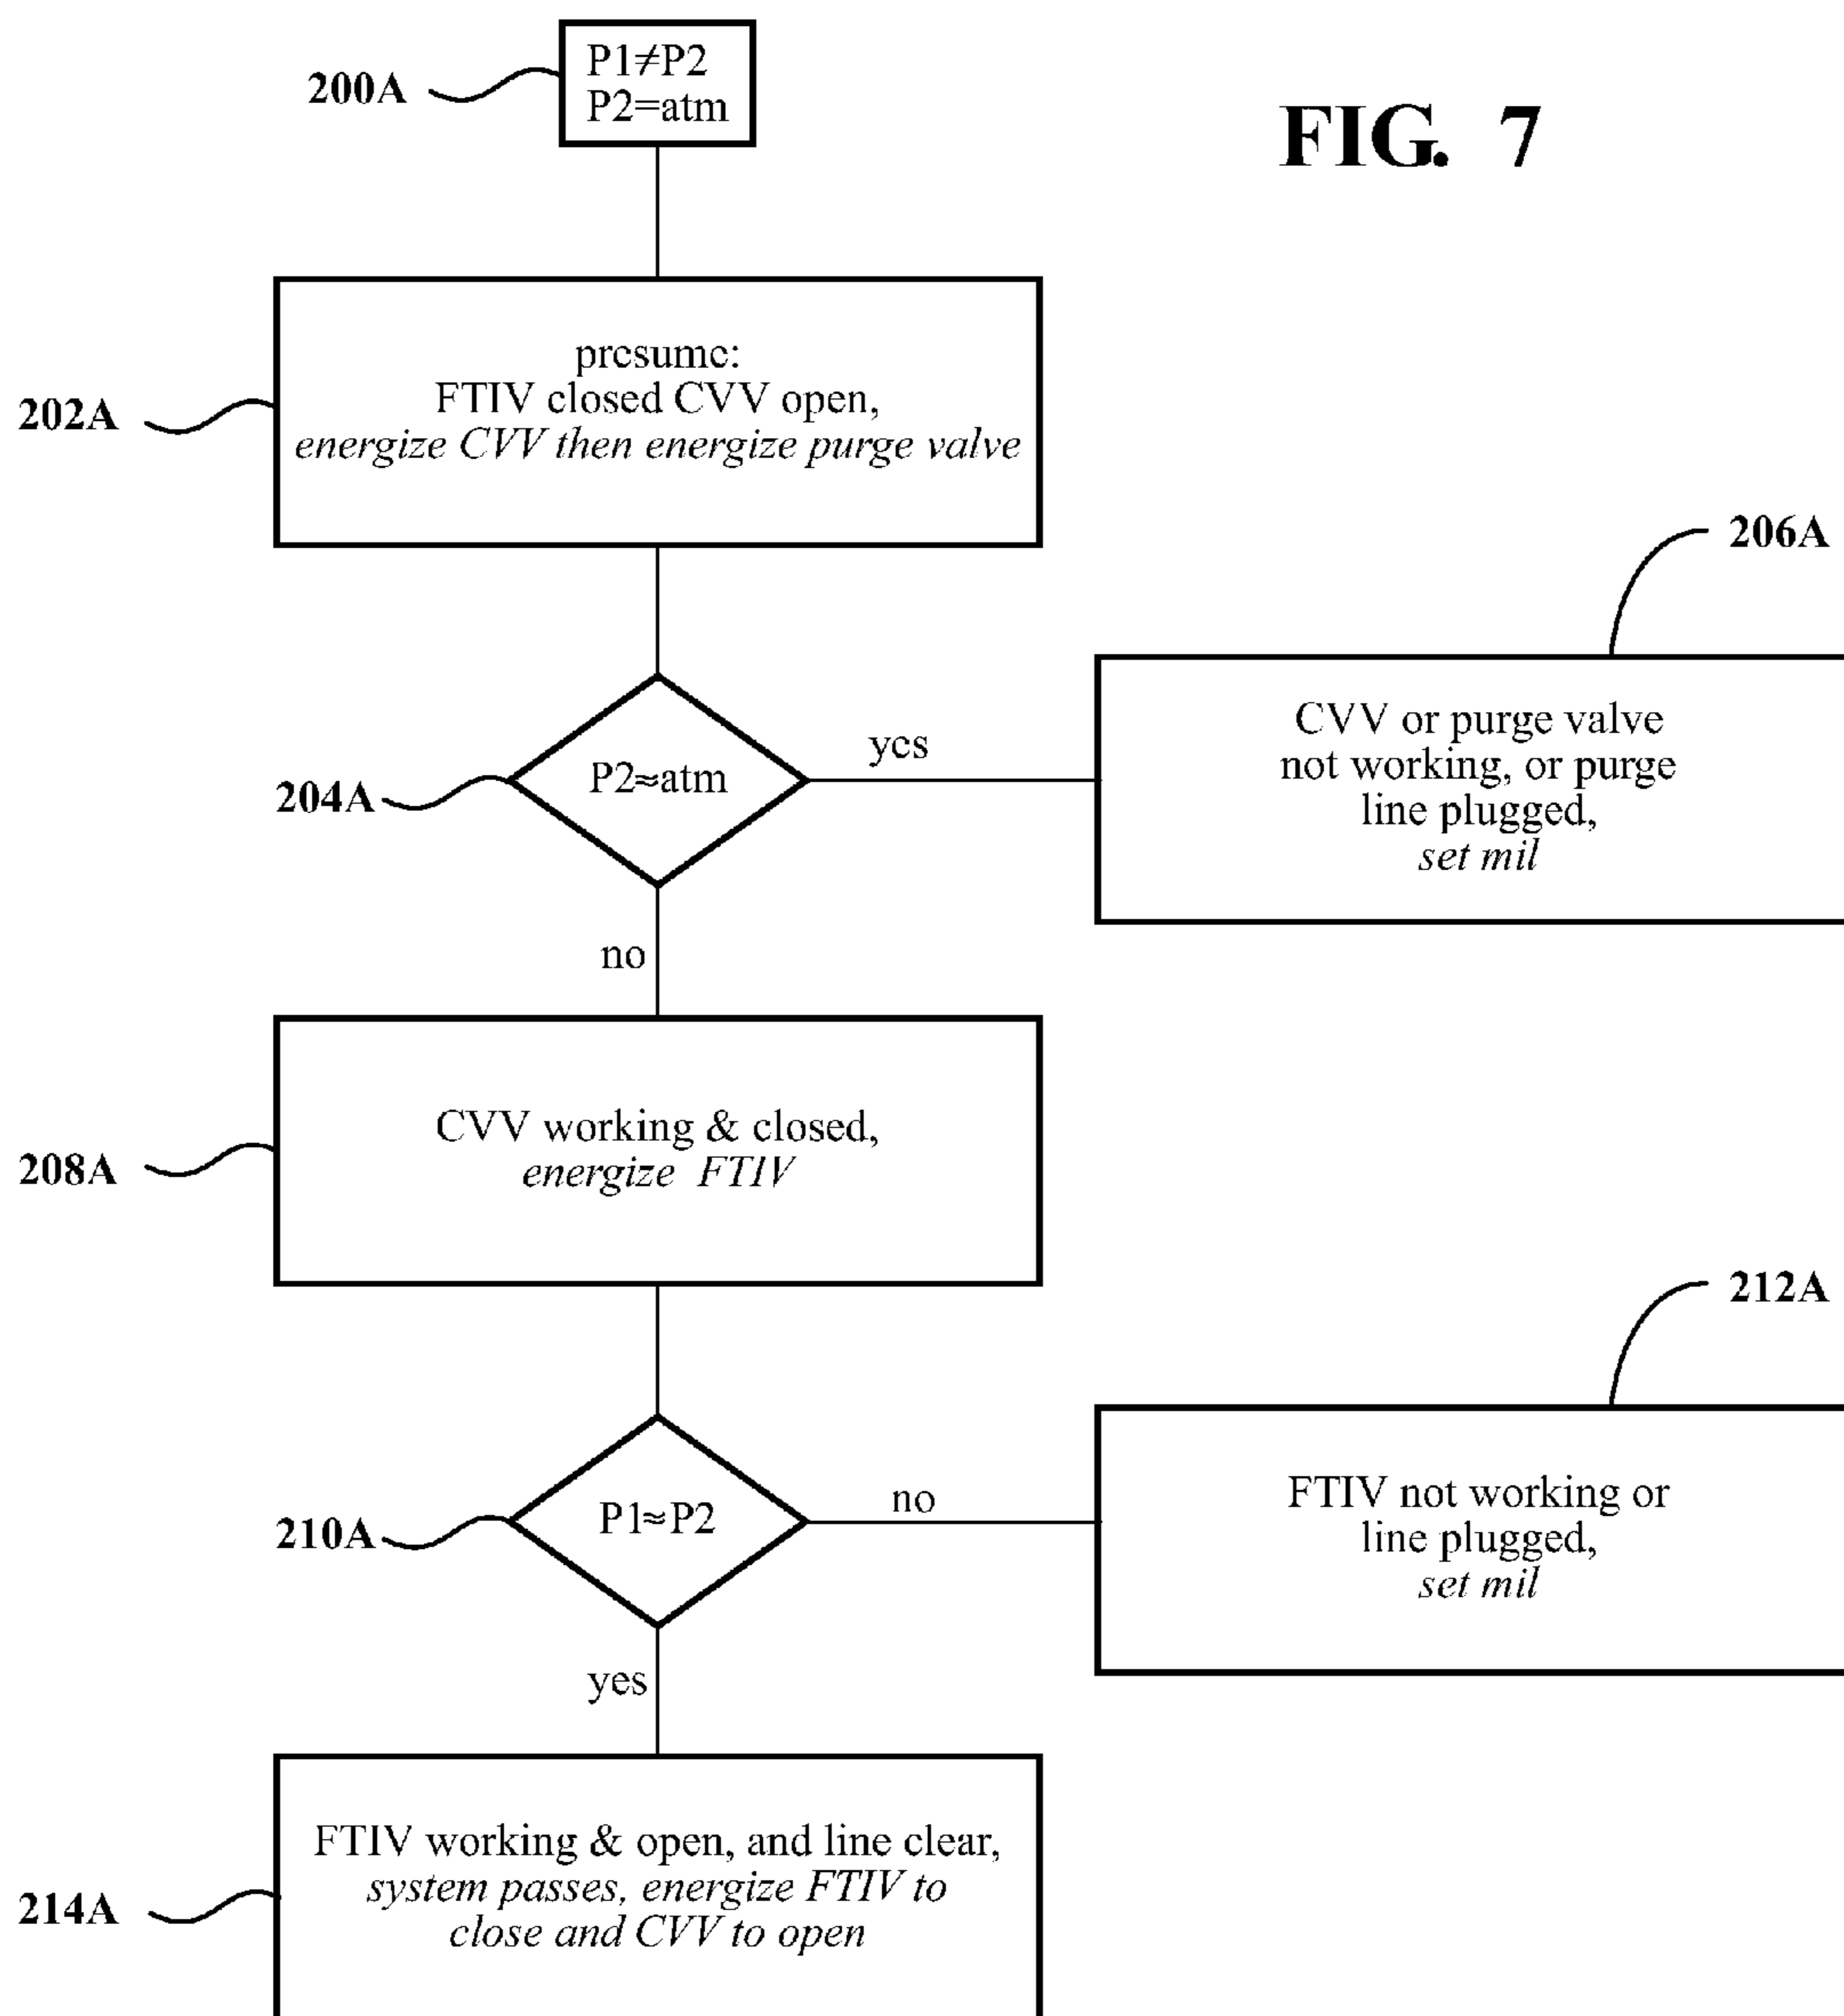 200A
P1≠P2
P2=atm
FIG. 7
202A
presume:
FTIV closed CVV open,
energize CVV then energize purge valve
206A
204A
P2≈atm
yes
CVV or purge valve
not working, or purge
line plugged,
set mil
no
208A
CVV working & closed,
energize FTIV
212A
210A
P1≈P2
no
FTIV not working or
line plugged,
set mil
yes
214A
FTIV working & open, and line clear,
system passes, energize FTIV to
close and CVV to open